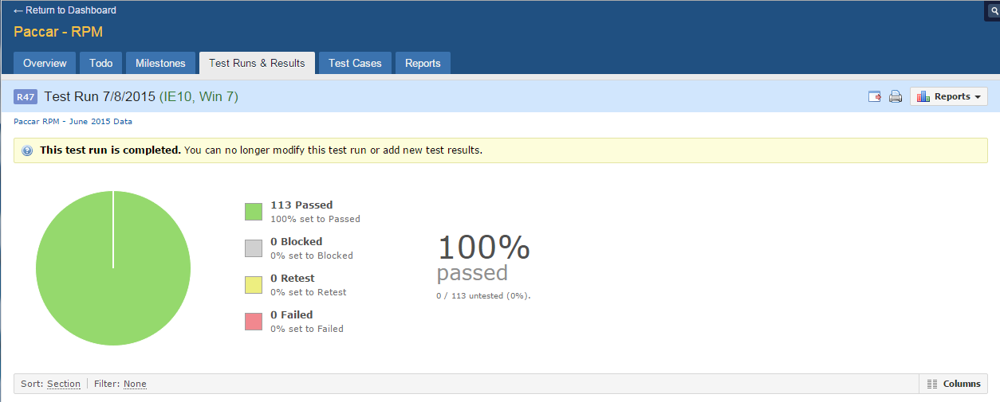 ← Return to Dashboard
Paccar - RPM
Overview Todo Milestones Test Runs & Results Test Cases Reports
R47 Test Run 7/8/2015 (IE10, Win 7) Reports
Paccar RPM - June 2015 Data
This test run is completed. You can no longer modify this test run or add new test results.
113 Passed
100% set to Passed
0 Blocked
0% set to Blocked
0 Retest
0% set to Retest
0 Failed
0% set to Failed
100%
passed
0 / 113 untested (0%).
Sort: Section Filter: None Columns